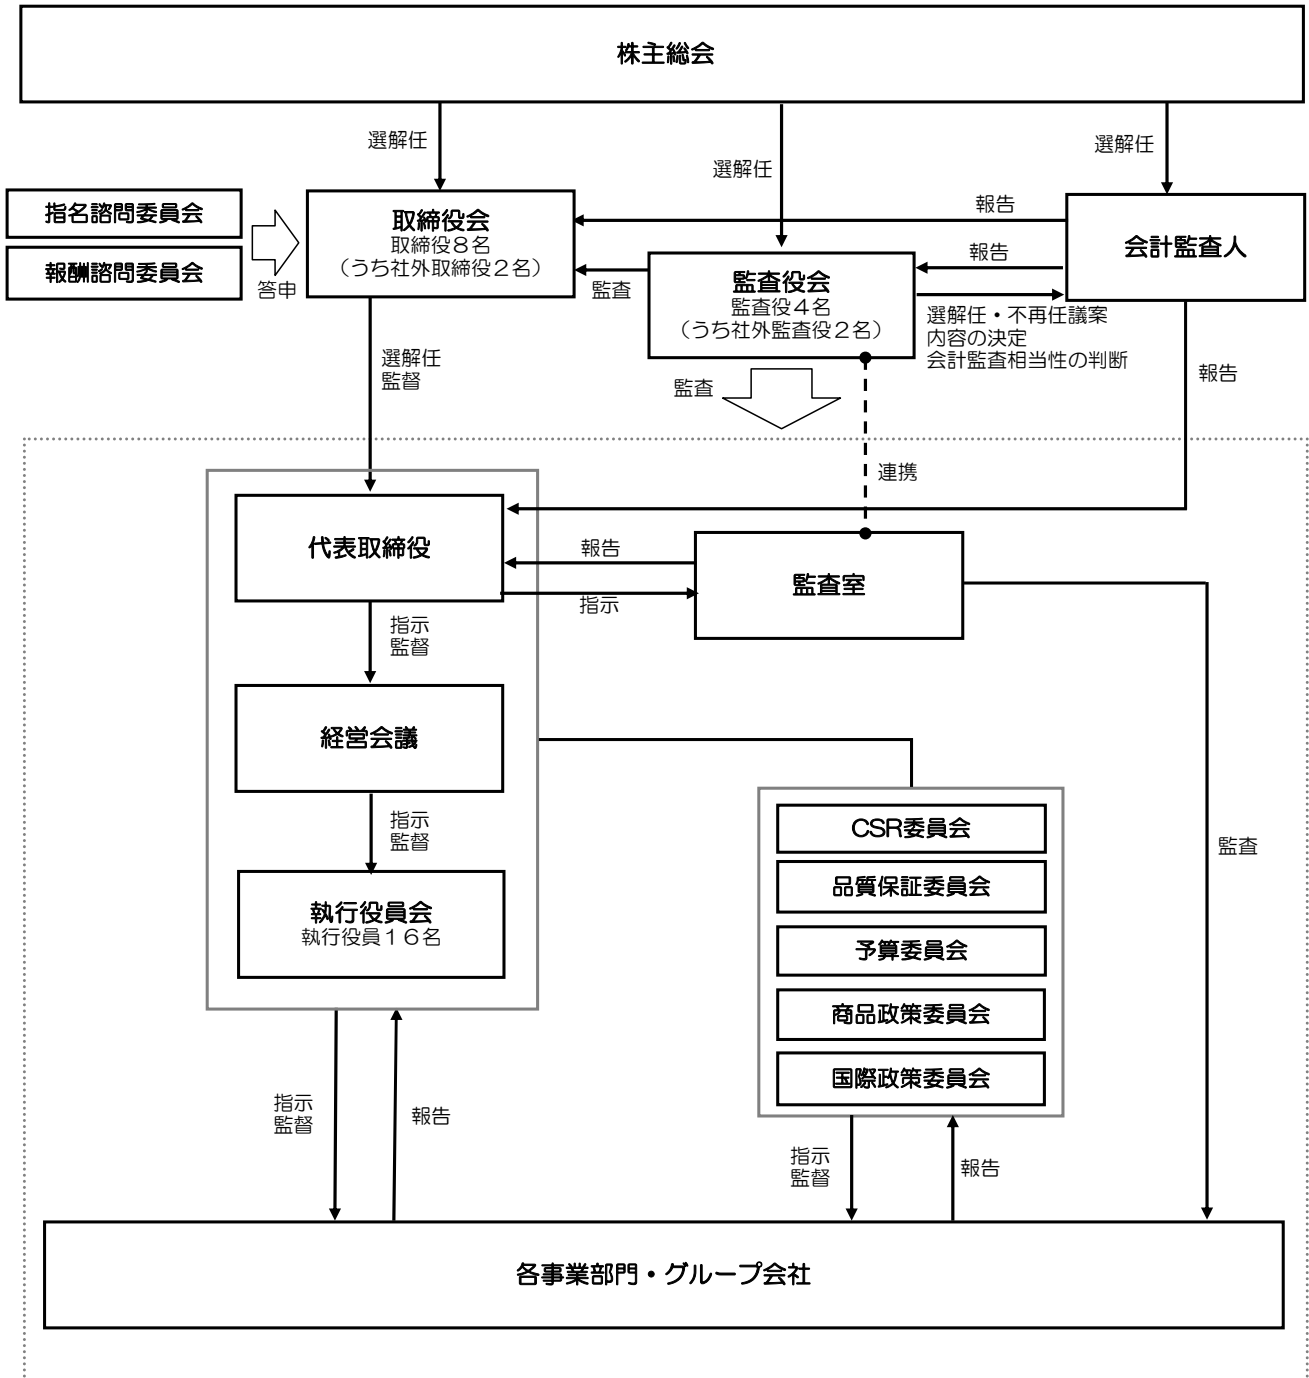 株主総会
選解任
選解任
選解任
指名諮問委員会
報酬諮問委員会
答申
取締役会
取締役８名
（うち社外取締役２名）
報告
報告
会計監査人
監査
監査役会
監査役４名
（うち社外監査役２名）
選解任・不再任議案
内容の決定
会計監査相当性の判断
選解任
監督
監査
報告
連携
代表取締役
報告
指示
監査室
指示
監督
経営会議
指示
監督
執行役員会
執行役員１６名
CSR委員会
品質保証委員会
予算委員会
商品政策委員会
国際政策委員会
監査
指示
監督
報告
指示
監督
報告
各事業部門・グループ会社